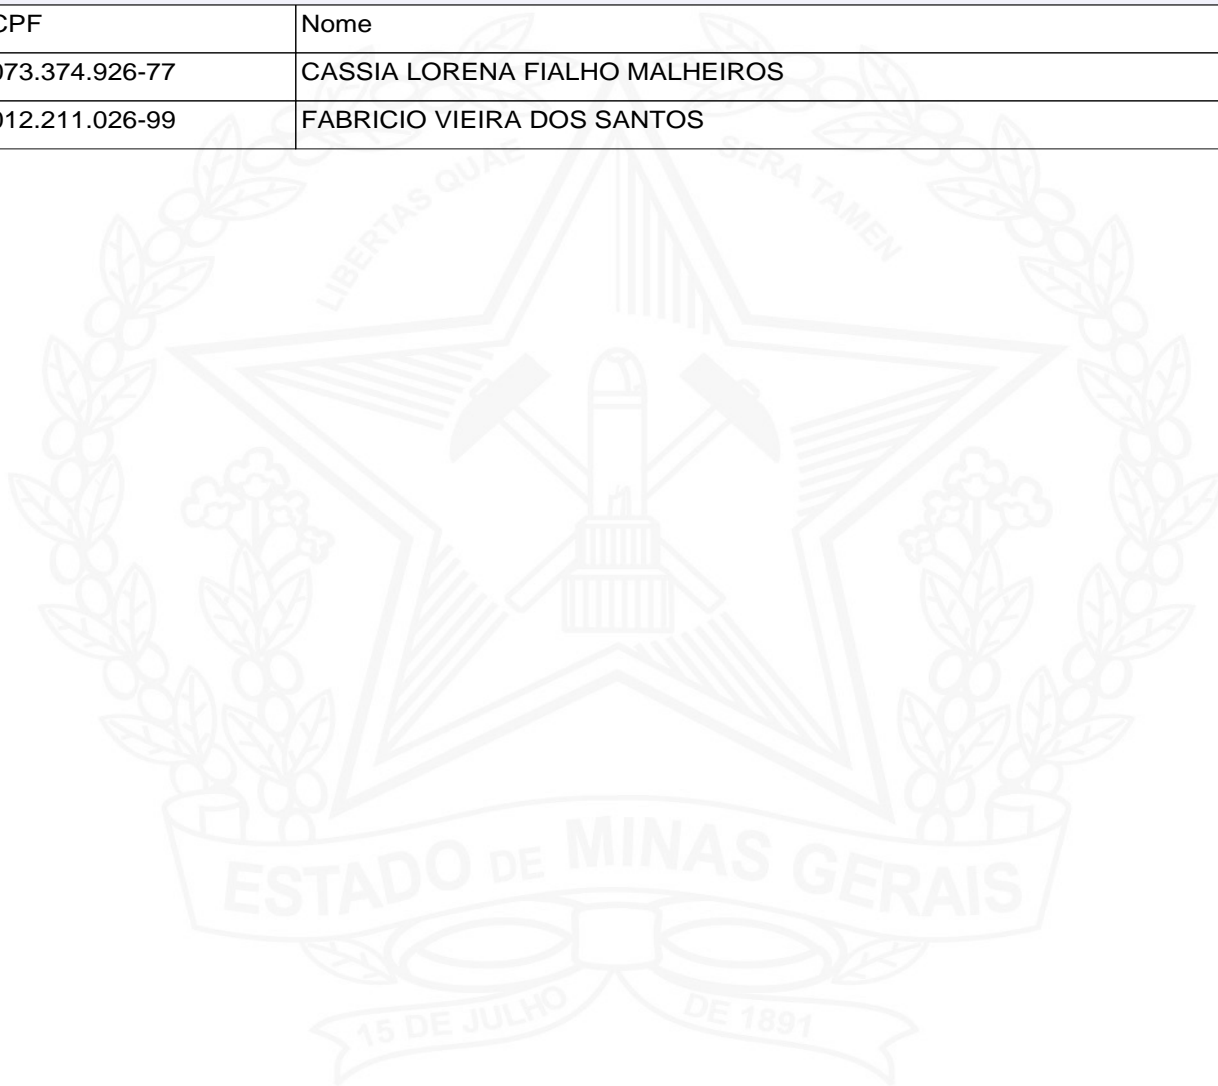 CPF Nome
073.374.926-77 CASSIA LORENA FIALHO MALHEIROS
012.211.026-99 FABRICIO VIEIRA DOS SANTOS
LIBERTAS QUAE SERA TAMEN
ESTADO DE MINAS GERAIS
15 DE JULHO DE 1891